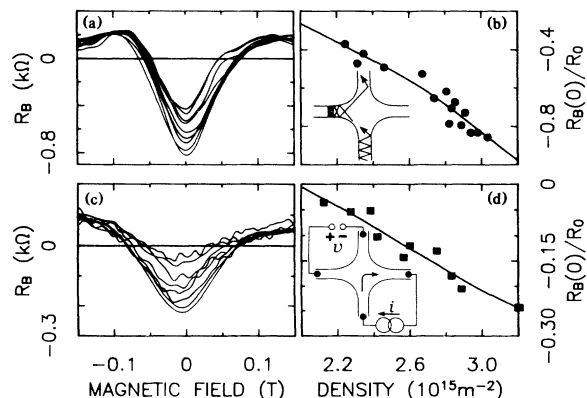 (a)
R_B (kΩ)
0
−0.8
(b)
−0.4
−0.8
R_B(0)/R_0
(c)
R_B (kΩ)
0
−0.3
−0.1
0
0.1
MAGNETIC FIELD (T)
(d)
+ −
υ
i
0
−0.15
−0.30
R_B(0)/R_0
2.2
2.6
3.0
DENSITY (10^15 m^−2)